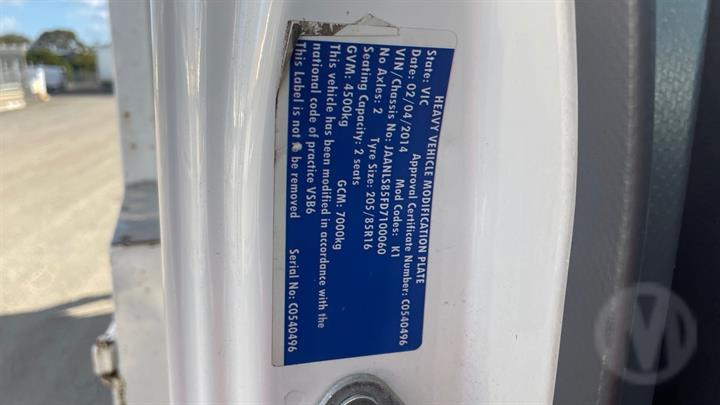 HEAVY VEHICLE MODIFICATION PLATE
State: VIC Approval Certificate Number: C0540496
Date: 02/04/2014 Mod Codes: K1
VIN/Chassis No: JAANLS85FD7100060
No Axles: 2 Tyre Size: 205/85R16
Seating Capacity: 2 seats
GVM: 4500kg GCM: 7000kg
This vehicle has been modified in accordance with the
national code of practice VSB6
This Label is not to be removed Serial No: C0540496